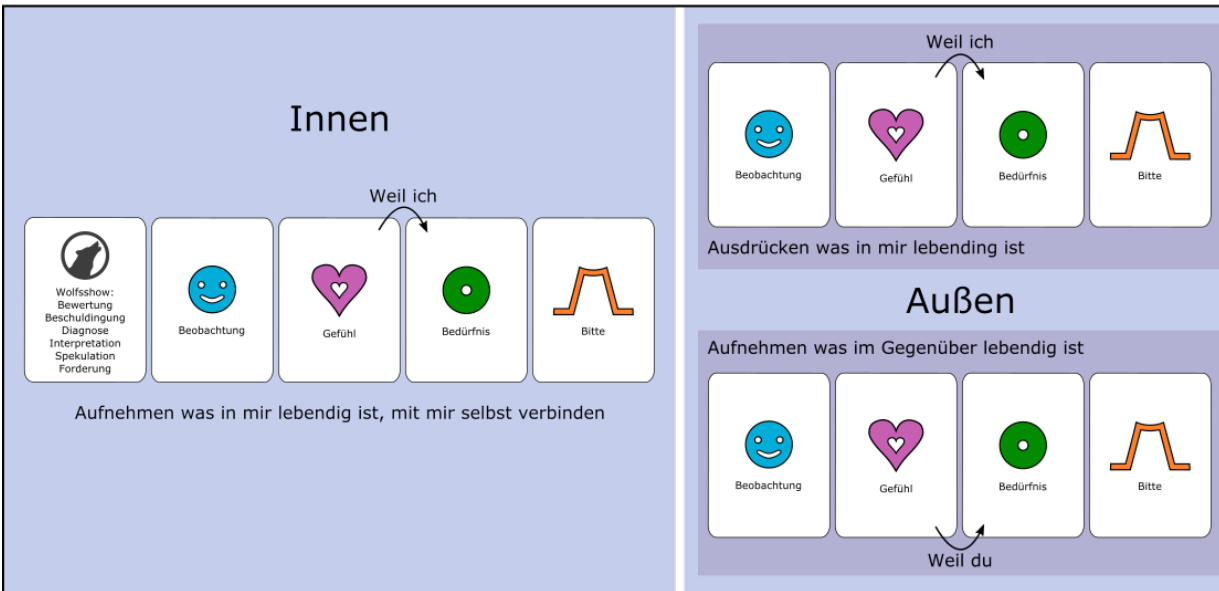 Innen
Weil ich
Wolfsshow:
Bewertung
Beschuldingung
Diagnose
Interpretation
Spekulation
Forderung
Beobachtung
Gefühl
Bedürfnis
Bitte
Aufnehmen was in mir lebendig ist, mit mir selbst verbinden
Weil ich
Beobachtung
Gefühl
Bedürfnis
Bitte
Ausdrücken was in mir lebending ist
Außen
Aufnehmen was im Gegenüber lebendig ist
Beobachtung
Gefühl
Bedürfnis
Bitte
Weil du